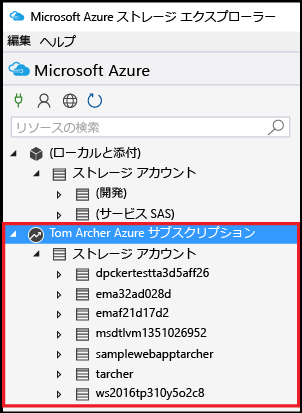 Microsoft Azure ストレージ エクスプローラー
編集 ヘルプ
Microsoft Azure
リソースの検索
(ローカルと添付)
ストレージ アカウント
(開発)
(サービス SAS)
Tom Archer Azure サブスクリプション
ストレージ アカウント
dpckertestta3d5aff26
ema32ad028d
emaf21d17d2
msdtlvm1351026952
samplewebapptarcher
tarcher
ws2016tp310y5o2c8